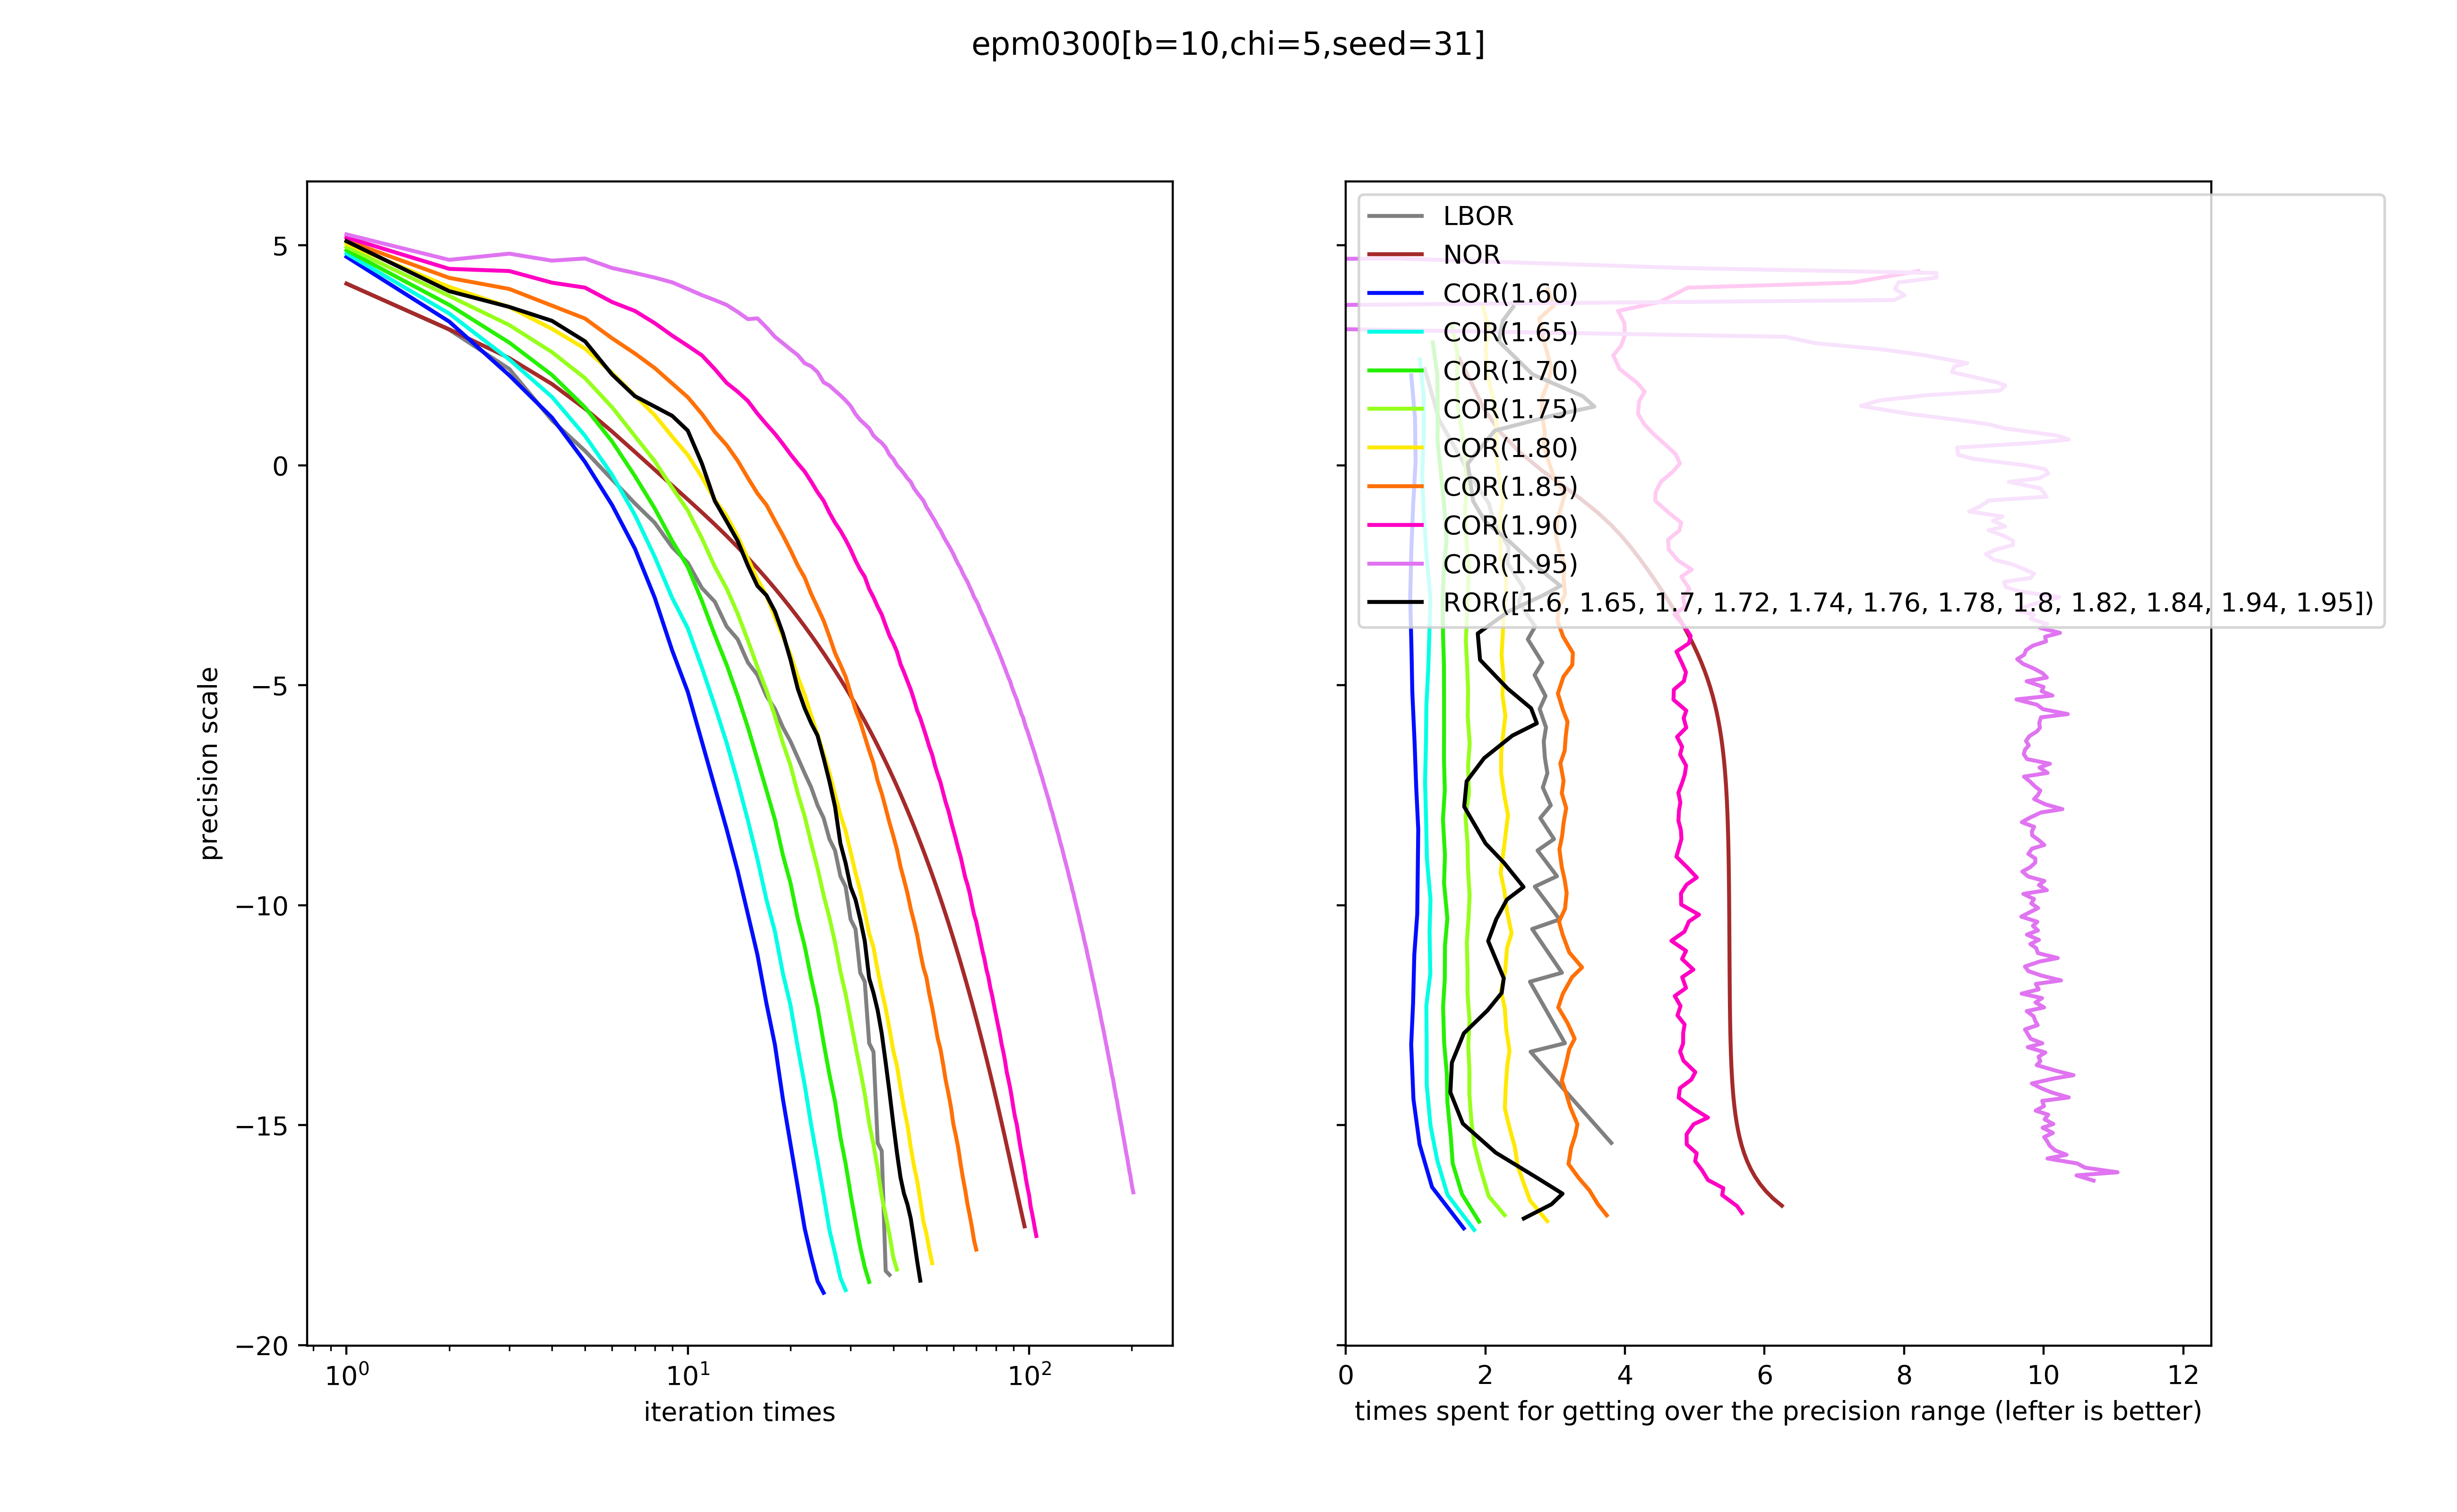 epm0300[b=10,chi=5,seed=31]
5
0
−5
−10
−15
−20
precision scale
10⁰
10¹
10²
iteration times
LBOR
NOR
COR(1.60)
COR(1.65)
COR(1.70)
COR(1.75)
COR(1.80)
COR(1.85)
COR(1.90)
COR(1.95)
ROR([1.6, 1.65, 1.7, 1.72, 1.74, 1.76, 1.78, 1.8, 1.82, 1.84, 1.94, 1.95])
0 2 4 6 8 10 12
times spent for getting over the precision range (lefter is better)